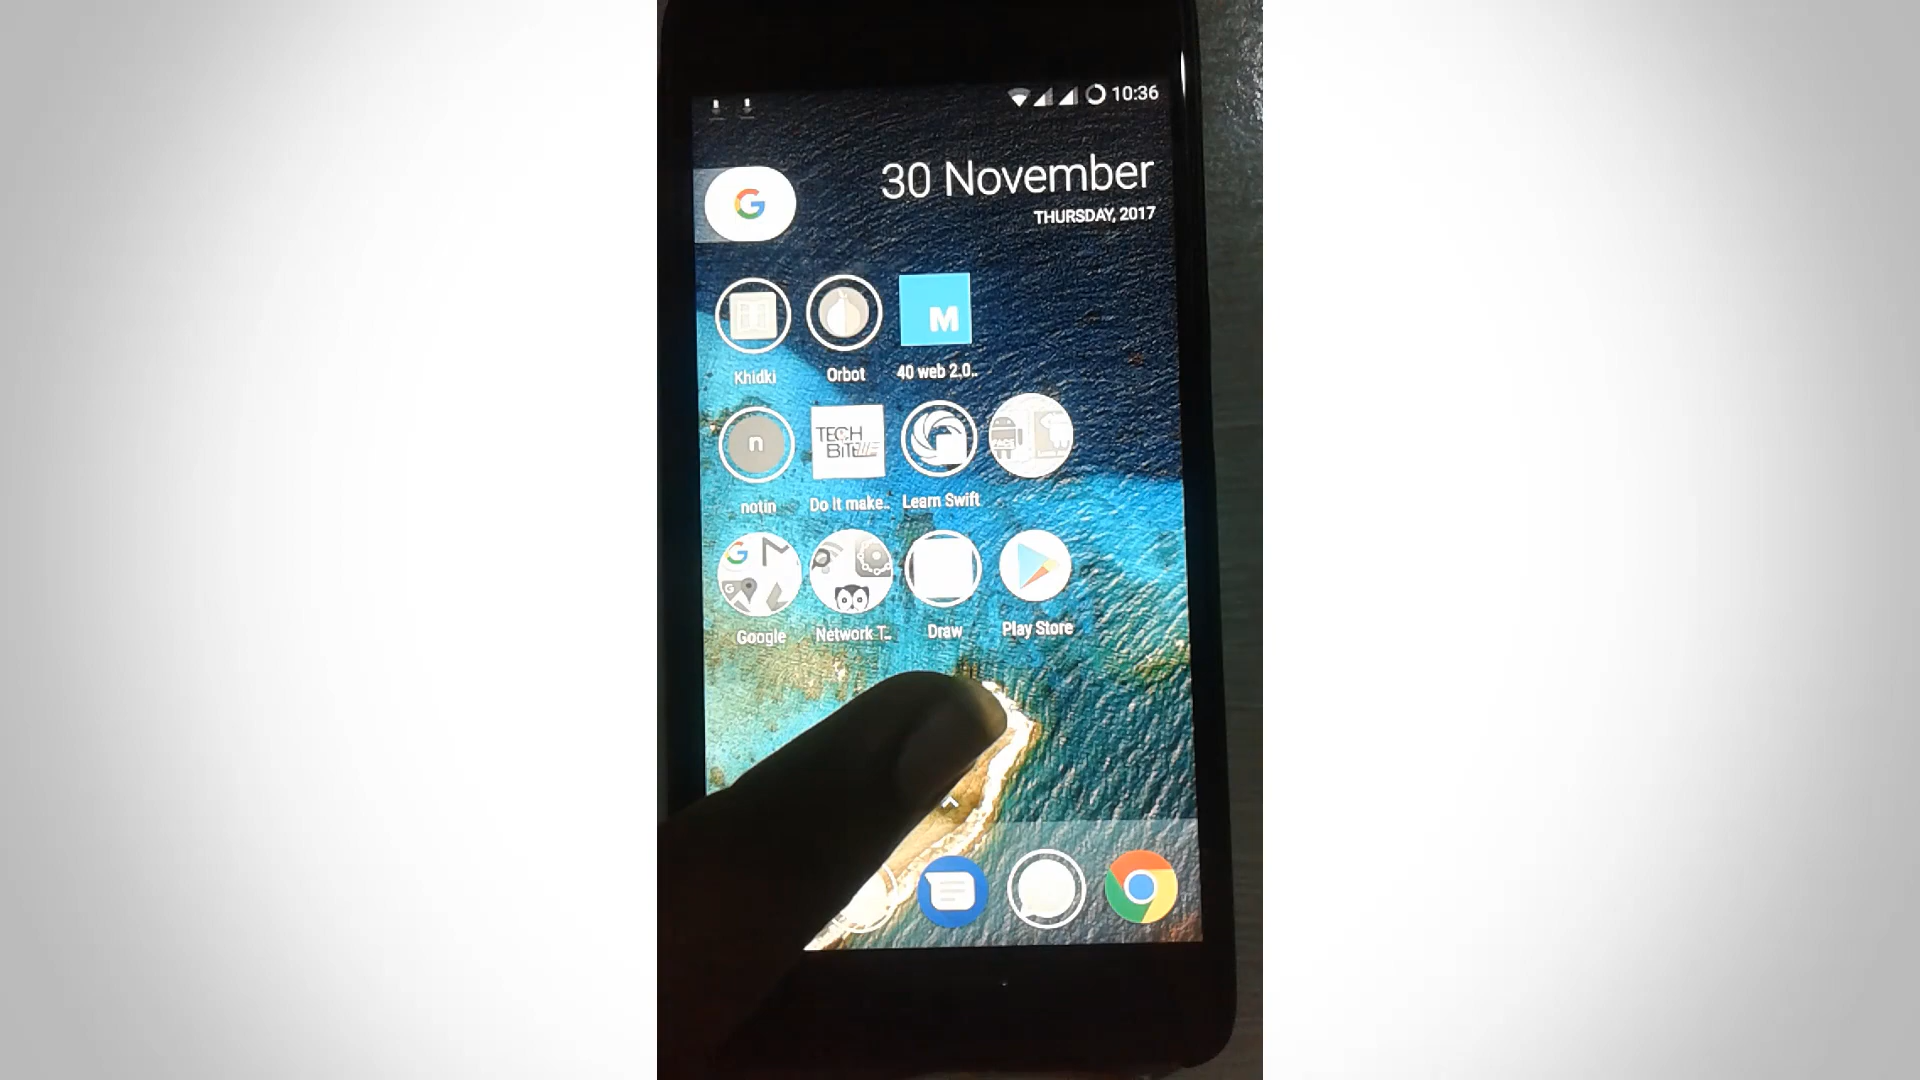 10:36
30 November
THURSDAY, 2017
G
M
Khidki
Orbot
40 web 2.0..
n
TECH
BITE
notin
Do It make..
Learn Swift
G
Google
Network T..
Draw
Play Store